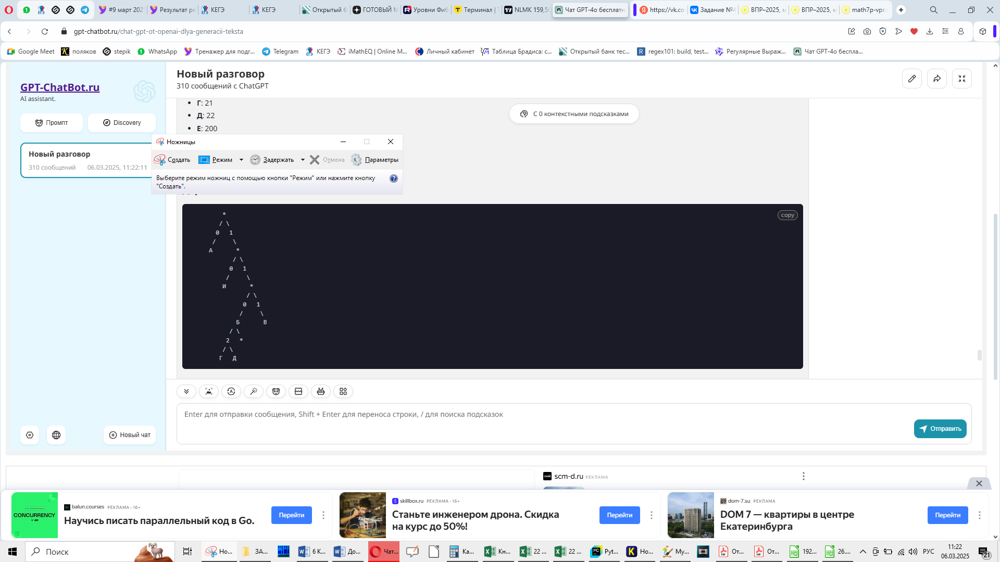 #9 март 202
Результат ре
КЕГЭ
КЕГЭ
Открытый б
ГОТОВЫЙ М
Уровни Фиб
Терминал | Т
NLMK 159,5
Чат GPT-4o бесплатн
https://vk.co
Задание №
ВПР–2025, м
ВПР–2025, м
math7p-vpr.
gpt-chatbot.ru/chat-gpt-ot-openai-dlya-generacii-teksta
Google Meet
поляков
stepik
WhatsApp
Тренажер для подг...
Telegram
КЕГЭ
iMathEQ | Online M...
Личный кабинет
Таблица Брадиса: с...
Открытый банк тес...
regex101: build, test...
Регулярные Выраж...
Чат GPT-4o беспла...
GPT-ChatBot.ru
AI assistant.
Промпт
Discovery
Новый разговор
310 сообщений 06.03.2025, 11:22:11
Новый чат
Новый разговор
310 сообщений с ChatGPT
Г: 21
Д: 22
Е: 200
С 0 контекстными подсказками
Ножницы
Создать
Режим
Задержать
Отмена
Параметры
Выберите режим ножниц с помощью кнопки "Режим" или нажмите кнопку
"Создать".
copy
*
/ \
0 1
/ \
А *
/ \
0 1
/ \
И *
/ \
0 1
/ \
Б В
/ \
2 *
/ \
Г Д
Enter для отправки сообщения, Shift + Enter для переноса строки, / для поиска подсказок
Отправить
scm-d.ru РЕКЛАМА
CONCURRENCY
balun.courses РЕКЛАМА • 16+
Научись писать параллельный код в Go.
Перейти
skillbox.ru РЕКЛАМА • 16+
Станьте инженером дрона. Скидка
на курс до 50%!
Перейти
dom-7.su РЕКЛАМА
DOM 7 — квартиры в центре
Екатеринбурга
Перейти
Поиск
Но...
ЗА...
6 К...
До...
Чат...
Ка...
Кн...
22 ...
22 ...
Pyt...
Но...
Му...
От...
От...
192...
26....
РУС
11:22
06.03.2025
21